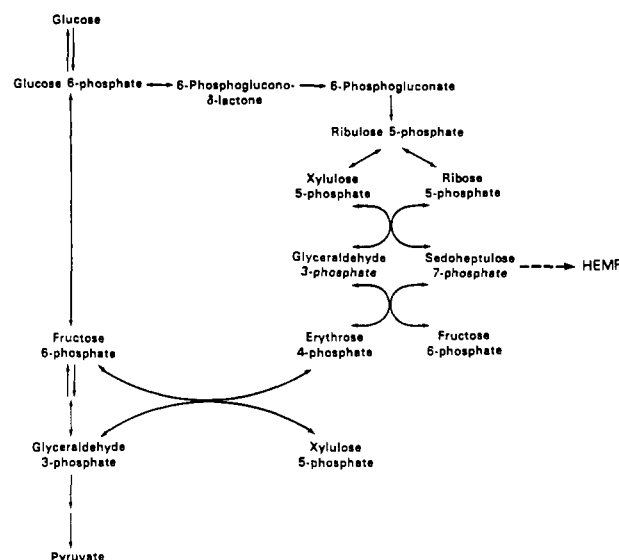 Glucose
Glucose 6-phosphate
6-Phosphoglucono-
δ-lactone
6-Phosphogluconate
Ribulose 5-phosphate
Xylulose
5-phosphate
Ribose
5-phosphate
Glyceraldehyde
3-phosphate
Sedoheptulose
7-phosphate
HEMF
Fructose
6-phosphate
Erythrose
4-phosphate
Fructose
6-phosphate
Glyceraldehyde
3-phosphate
Xylulose
5-phosphate
Pyruvate